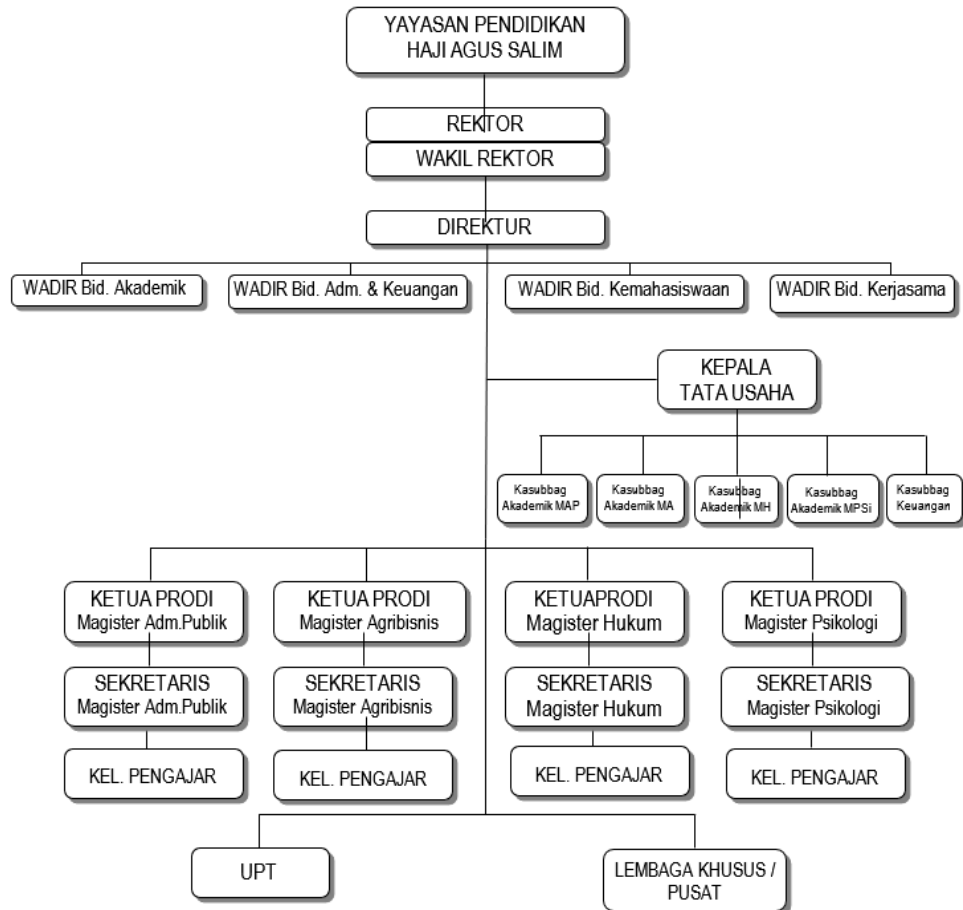 YAYASAN PENDIDIKAN
HAJI AGUS SALIM
REKTOR
WAKIL REKTOR
DIREKTUR
WADIR Bid. Akademik
WADIR Bid. Adm. & Keuangan
WADIR Bid. Kemahasiswaan
WADIR Bid. Kerjasama
KEPALA
TATA USAHA
Kasubbag
Akademik MAP
Kasubbag
Akademik MA
Kasubbag
Akademik MH
Kasubbag
Akademik MPSi
Kasubbag
Keuangan
KETUA PRODI
Magister Adm.Publik
KETUA PRODI
Magister Agribisnis
KETUAPRODI
Magister Hukum
KETUA PRODI
Magister Psikologi
SEKRETARIS
Magister Adm.Publik
SEKRETARIS
Magister Agribisnis
SEKRETARIS
Magister Hukum
SEKRETARIS
Magister Psikologi
KEL. PENGAJAR
KEL. PENGAJAR
KEL. PENGAJAR
KEL. PENGAJAR
UPT
LEMBAGA KHUSUS /
PUSAT